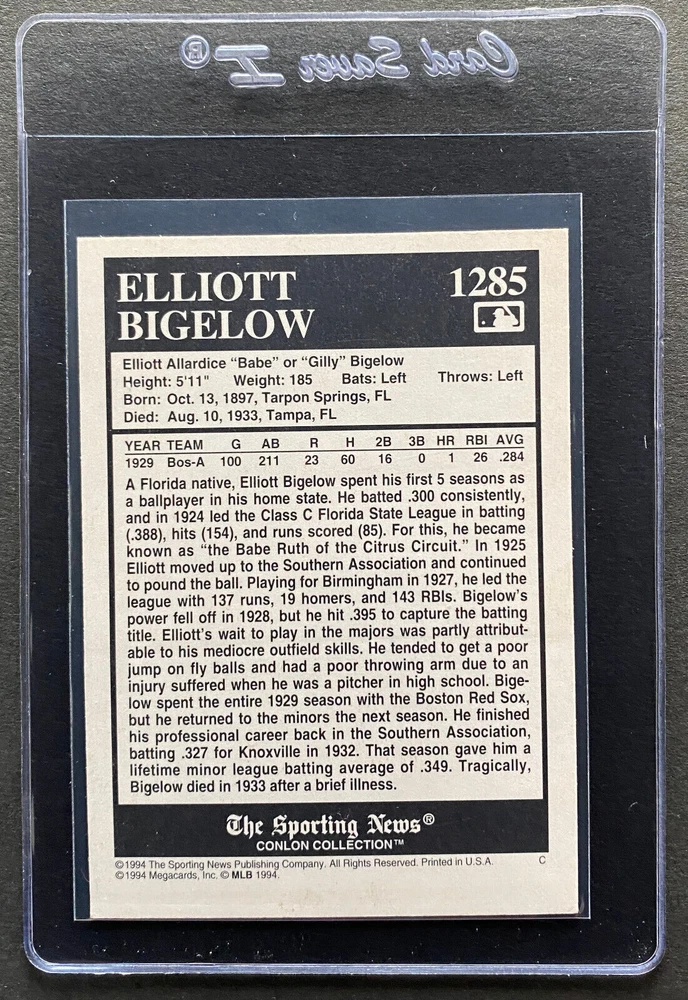 Card Saver I®
ELLIOTT 1285
BIGELOW
Elliott Allardice “Babe” or “Gilly” Bigelow
Height: 5'11" Weight: 185 Bats: Left Throws: Left
Born: Oct. 13, 1897, Tarpon Springs, FL
Died: Aug. 10, 1933, Tampa, FL
YEAR TEAM G AB R H 2B 3B HR RBI AVG
1929 Bos-A 100 211 23 60 16 0 1 26 .284
A Florida native, Elliott Bigelow spent his first 5 seasons as
a ballplayer in his home state. He batted .300 consistently,
and in 1924 led the Class C Florida State League in batting
(.388), hits (154), and runs scored (85). For this, he became
known as “the Babe Ruth of the Citrus Circuit.” In 1925
Elliott moved up to the Southern Association and continued
to pound the ball. Playing for Birmingham in 1927, he led the
league with 137 runs, 19 homers, and 143 RBIs. Bigelow's
power fell off in 1928, but he hit .395 to capture the batting
title. Elliott's wait to play in the majors was partly attribut-
able to his mediocre outfield skills. He tended to get a poor
jump on fly balls and had a poor throwing arm due to an
injury suffered when he was a pitcher in high school. Bige-
low spent the entire 1929 season with the Boston Red Sox,
but he returned to the minors the next season. He finished
his professional career back in the Southern Association,
batting .327 for Knoxville in 1932. That season gave him a
lifetime minor league batting average of .349. Tragically,
Bigelow died in 1933 after a brief illness.
The Sporting News®
CONLON COLLECTION™
©1994 The Sporting News Publishing Company. All Rights Reserved. Printed in U.S.A. C
©1994 Megacards, Inc. © MLB 1994.